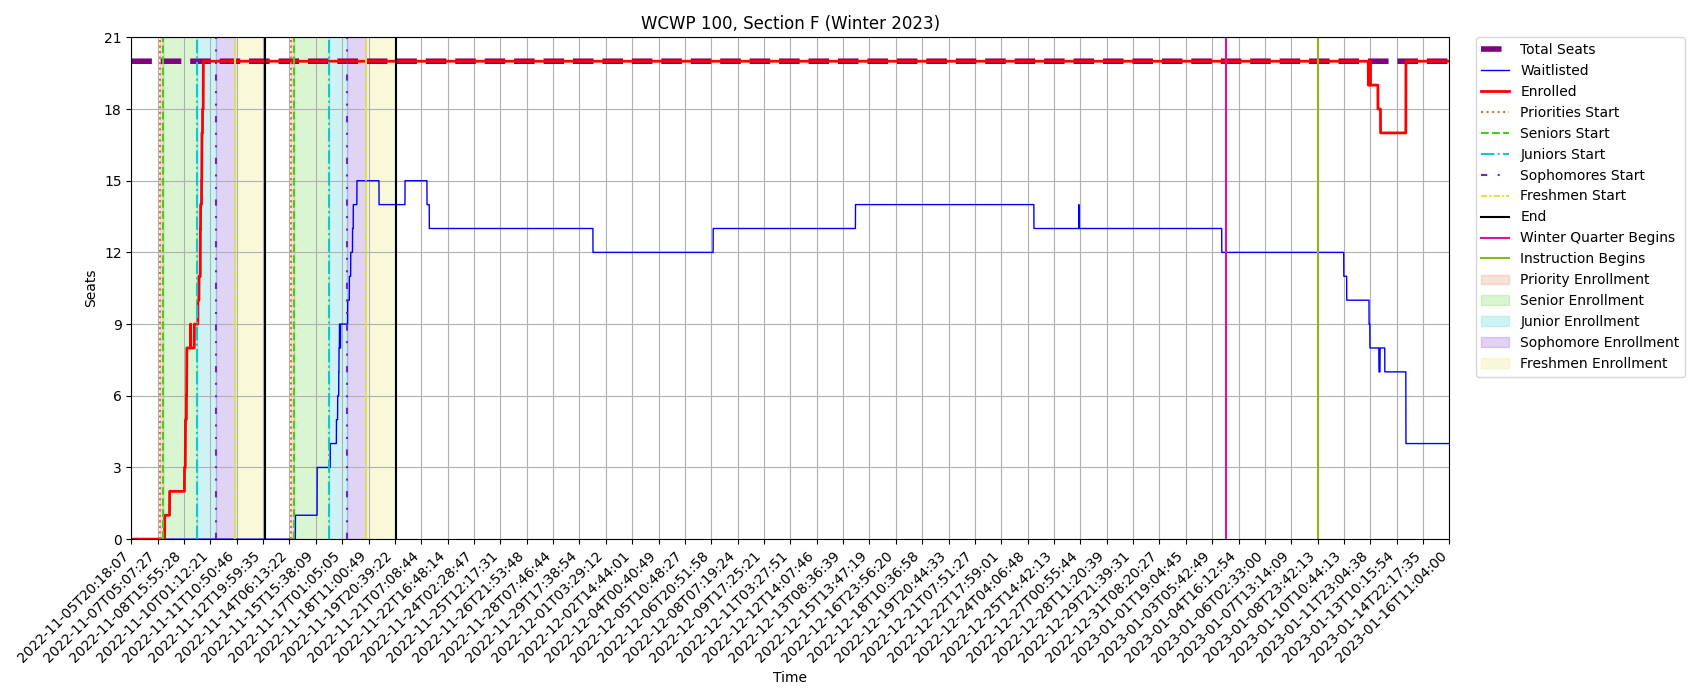 WCWP 100, Section F (Winter 2023)
Seats
21
18
15
12
9
6
3
0
2022-11-05T20:18:07
2022-11-07T05:07:27
2022-11-08T15:55:28
2022-11-10T01:12:21
2022-11-11T10:50:46
2022-11-12T19:59:35
2022-11-14T06:13:22
2022-11-15T15:38:09
2022-11-17T01:05:05
2022-11-18T11:00:49
2022-11-19T20:39:22
2022-11-21T07:08:44
2022-11-22T16:48:14
2022-11-24T02:28:47
2022-11-25T12:17:31
2022-11-26T21:53:48
2022-11-28T07:46:44
2022-11-29T17:38:54
2022-12-01T03:29:12
2022-12-02T14:44:01
2022-12-04T00:40:49
2022-12-05T10:48:27
2022-12-06T20:51:58
2022-12-08T07:19:24
2022-12-09T17:25:21
2022-12-11T03:27:51
2022-12-12T14:07:46
2022-12-13T08:36:39
2022-12-15T13:47:19
2022-12-16T23:56:20
2022-12-18T10:36:58
2022-12-19T20:44:33
2022-12-21T07:51:27
2022-12-22T17:59:01
2022-12-24T04:06:48
2022-12-25T14:42:13
2022-12-27T00:55:44
2022-12-28T11:20:39
2022-12-29T21:39:31
2022-12-31T08:20:27
2023-01-01T19:04:45
2023-01-03T05:42:49
2023-01-04T16:12:54
2023-01-06T02:33:00
2023-01-07T13:14:09
2023-01-08T23:42:13
2023-01-10T10:44:13
2023-01-11T23:04:38
2023-01-13T10:15:54
2023-01-14T22:17:35
2023-01-16T11:04:00
Time
Total Seats
Waitlisted
Enrolled
Priorities Start
Seniors Start
Juniors Start
Sophomores Start
Freshmen Start
End
Winter Quarter Begins
Instruction Begins
Priority Enrollment
Senior Enrollment
Junior Enrollment
Sophomore Enrollment
Freshmen Enrollment